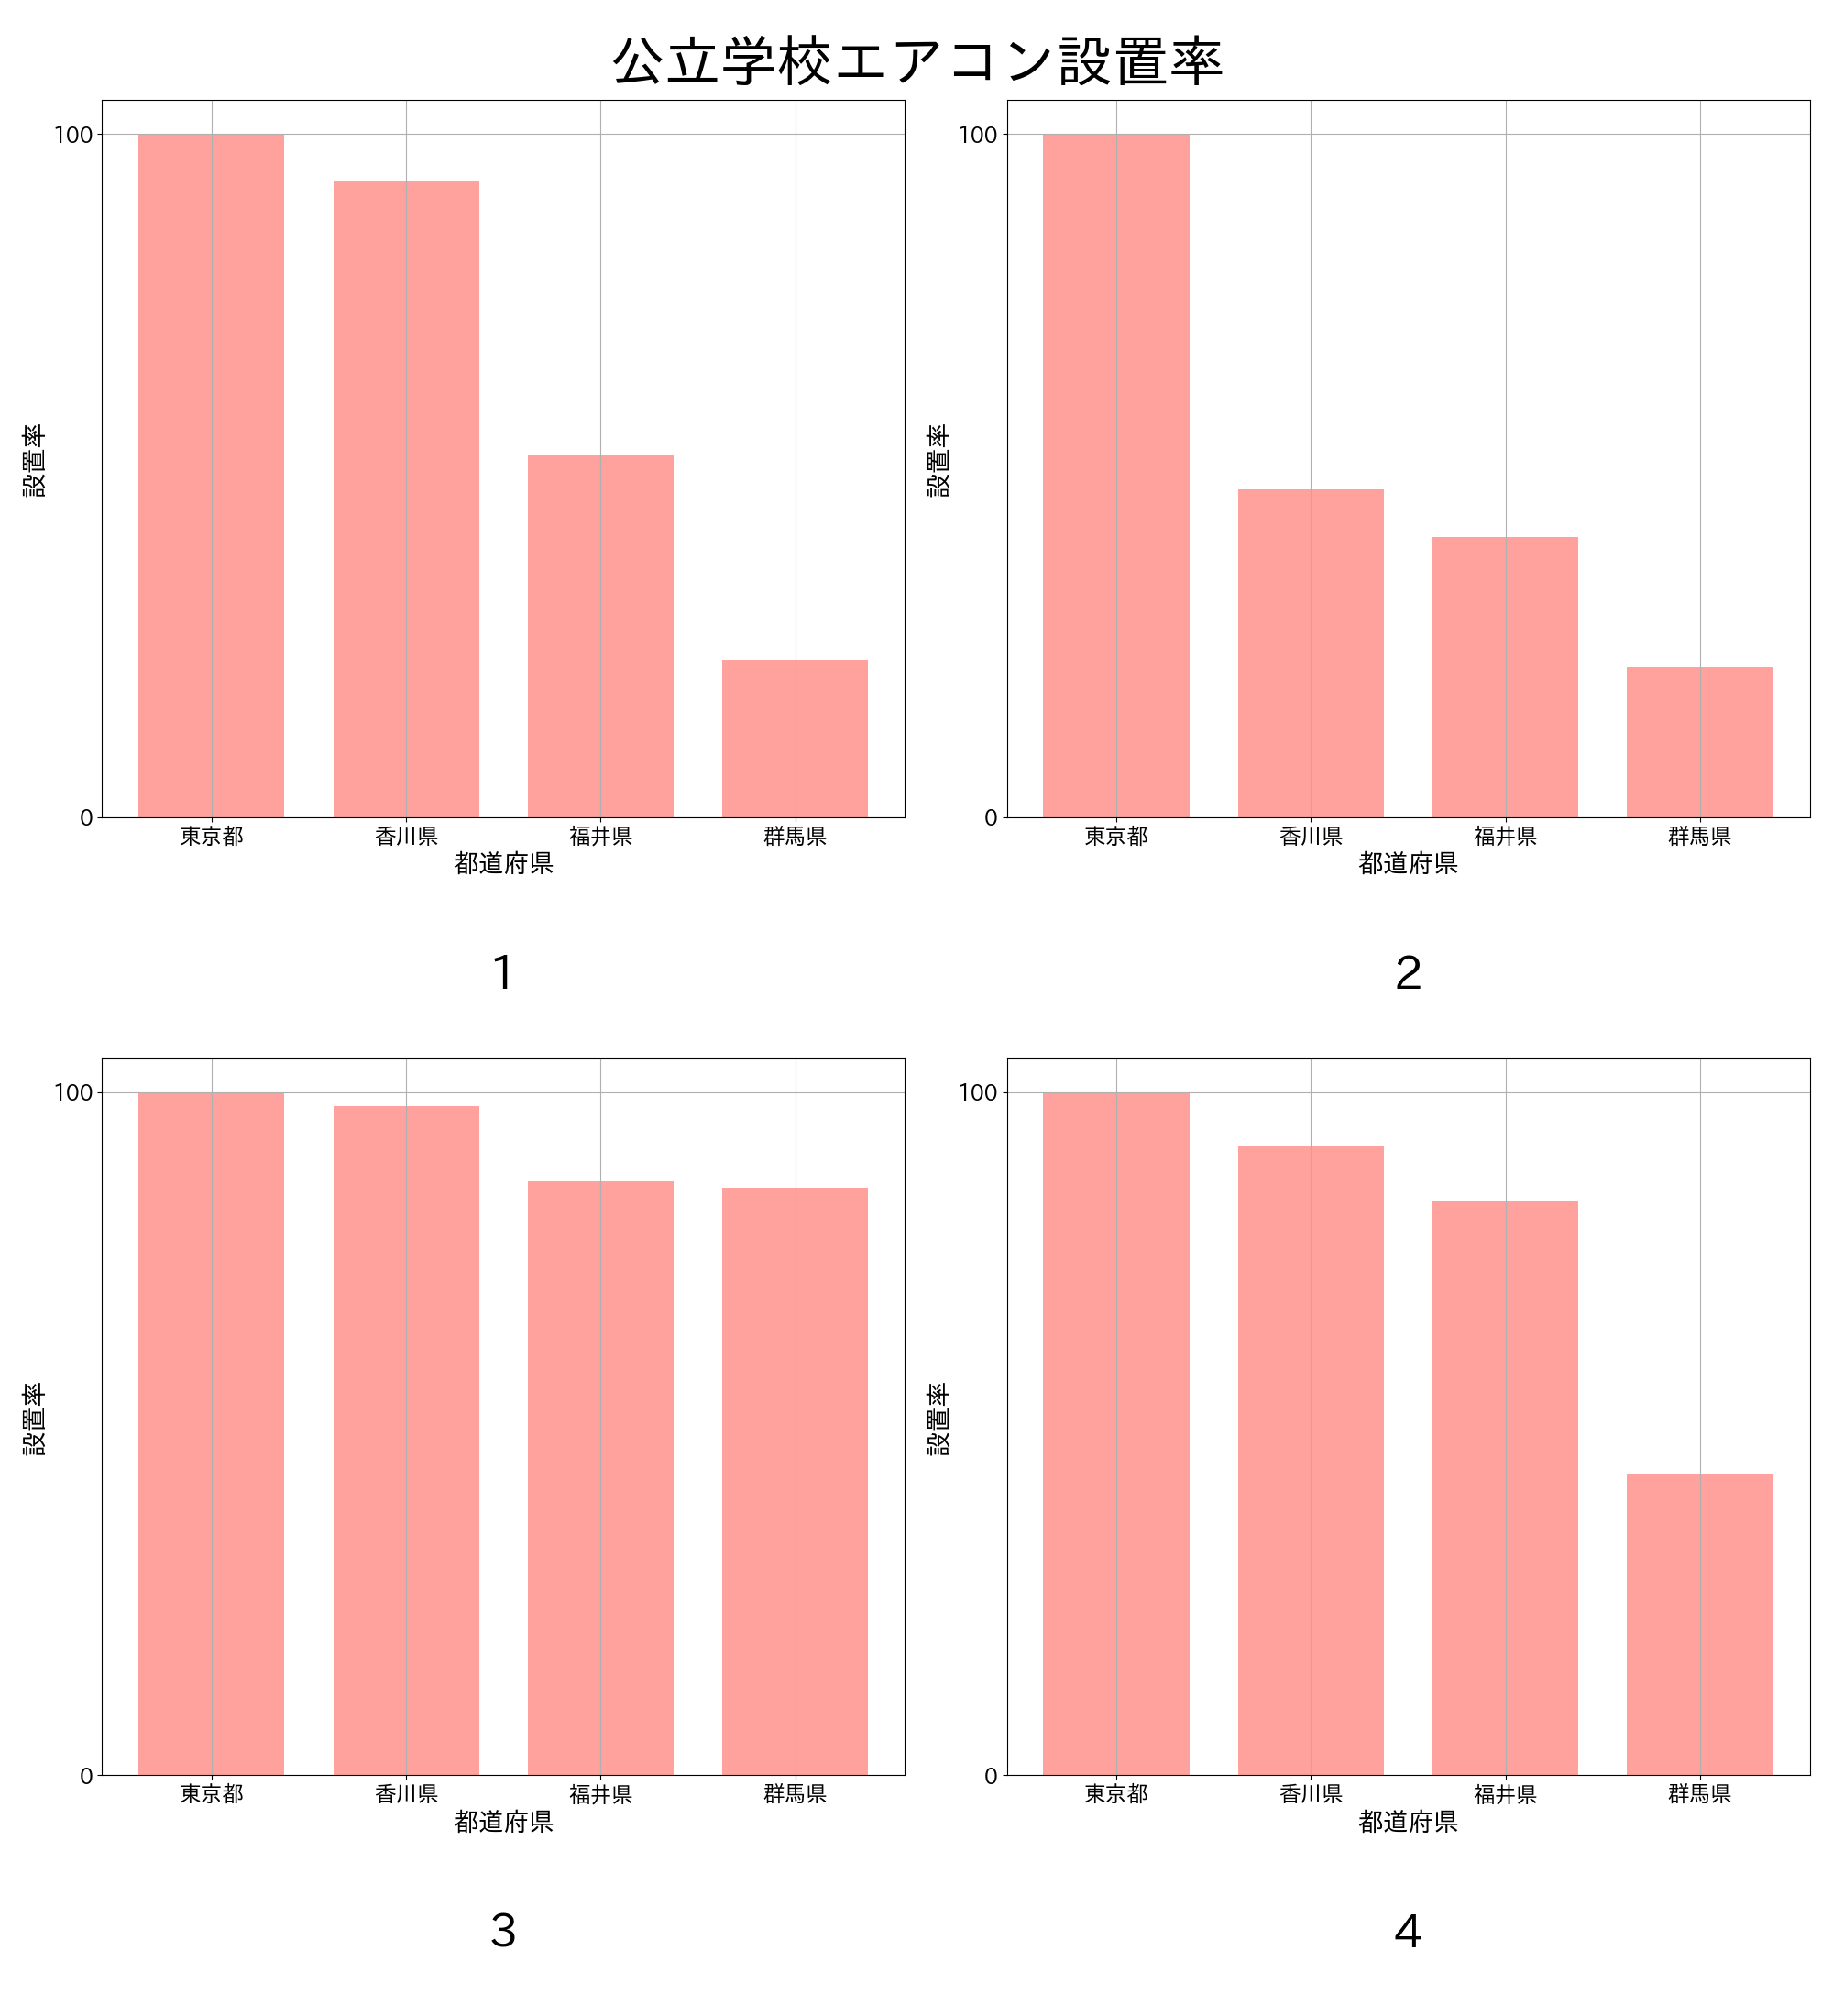 公立学校エアコン設置率
100
設置率
0
東京都 香川県 福井県 群馬県
都道府県
1
100
設置率
0
東京都 香川県 福井県 群馬県
都道府県
2
100
設置率
0
東京都 香川県 福井県 群馬県
都道府県
3
100
設置率
0
東京都 香川県 福井県 群馬県
都道府県
4